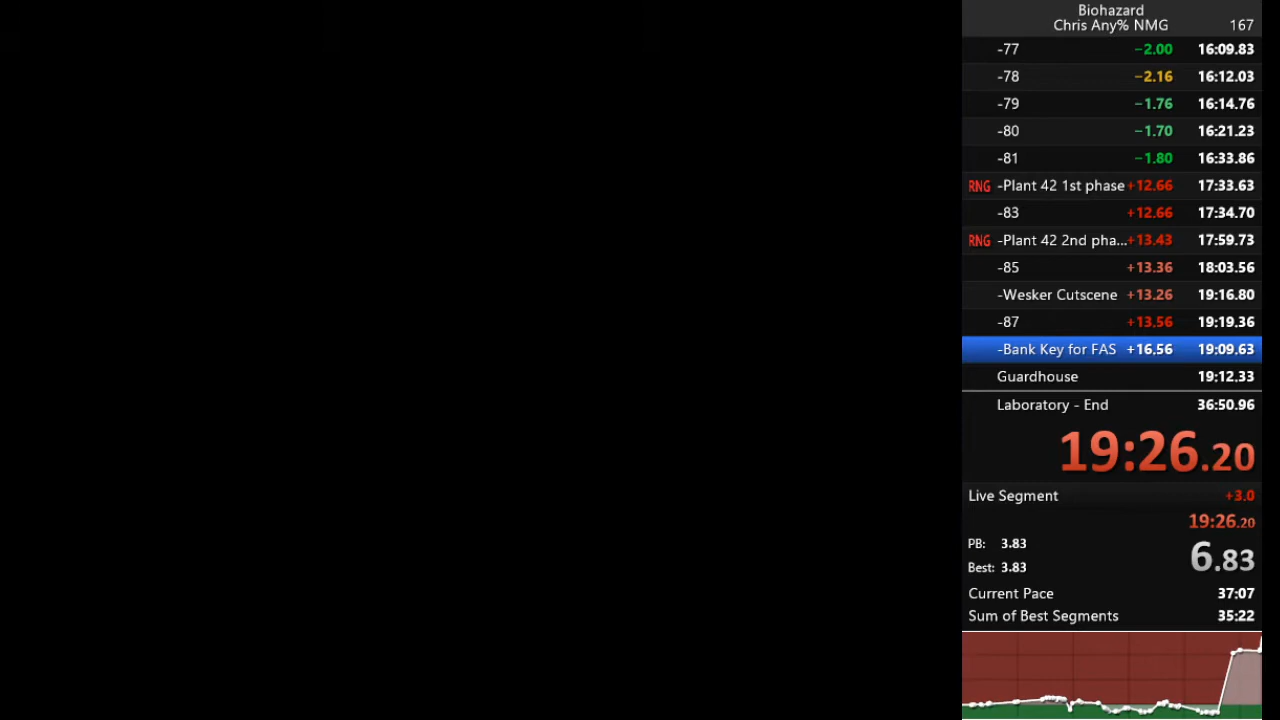 Biohazard
Chris Any% NMG 167
-77 −2.00 16:09.83
-78 −2.16 16:12.03
-79 −1.76 16:14.76
-80 −1.70 16:21.23
-81 −1.80 16:33.86
RNG -Plant 42 1st phase +12.66 17:33.63
-83 +12.66 17:34.70
RNG -Plant 42 2nd pha... +13.43 17:59.73
-85 +13.36 18:03.56
-Wesker Cutscene +13.26 19:16.80
-87 +13.56 19:19.36
-Bank Key for FAS +16.56 19:09.63
Guardhouse 19:12.33
Laboratory - End 36:50.96
19:26.20
Live Segment +3.0
19:26.20
PB: 3.83
6.83
Best: 3.83
Current Pace 37:07
Sum of Best Segments 35:22